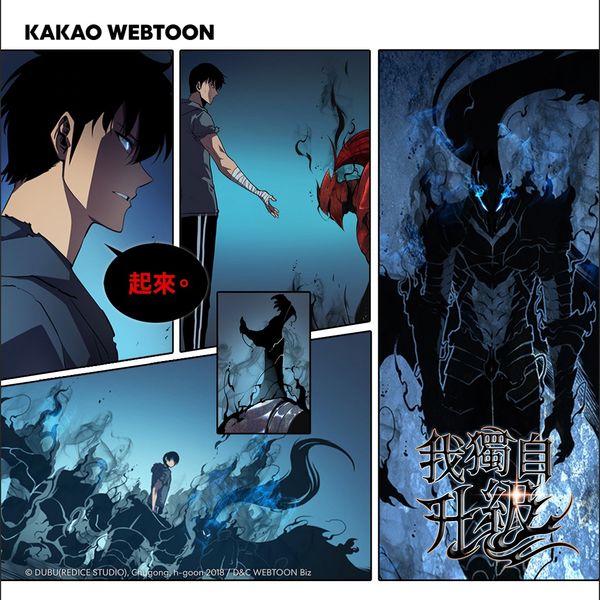 KAKAO WEBTOON
起來。
我獨自
升級
© DUBU(REDICE STUDIO), Chugong, h-goon 2018 / D&C WEBTOON Biz